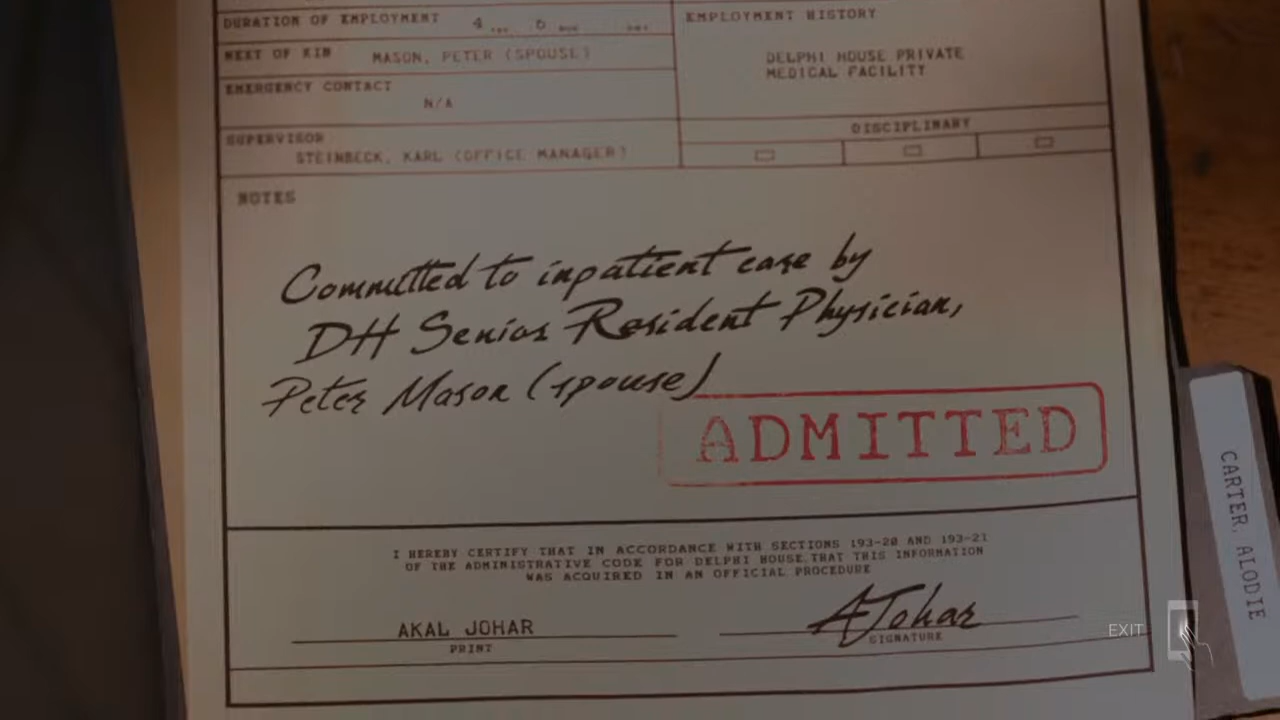 DURATION OF EMPLOYMENT 4 6
EMPLOYMENT HISTORY
NEXT OF KIN MASON, PETER (SPOUSE)
DELPHI HOUSE PRIVATE
MEDICAL FACILITY
EMERGENCY CONTACT
N/A
SUPERVISOR
STEINBECK, KARL (OFFICE MANAGER)
DISCIPLINARY
NOTES
Committed to inpatient care by
DH Senior Resident Physician,
Peter Mason (spouse)
ADMITTED
I HEREBY CERTIFY THAT IN ACCORDANCE WITH SECTIONS 193-20 AND 193-21
OF THE ADMINISTRATIVE CODE FOR DELPHI HOUSE THAT THIS INFORMATION
WAS ACQUIRED IN AN OFFICIAL PROCEDURE
AKAL JOHAR
PRINT
AJohar
SIGNATURE
CARTER, ALODIE
EXIT